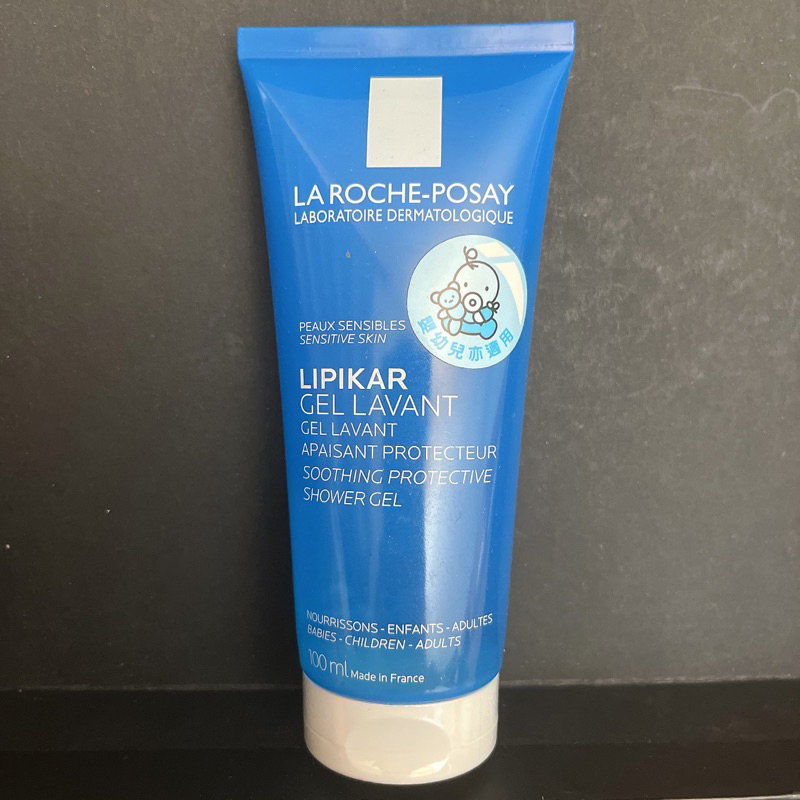 LA ROCHE-POSAY
LABORATOIRE DERMATOLOGIQUE
嬰幼兒亦適用
PEAUX SENSIBLES
SENSITIVE SKIN
LIPIKAR
GEL LAVANT
GEL LAVANT
APAISANT PROTECTEUR
SOOTHING PROTECTIVE
SHOWER GEL
NOURRISSONS - ENFANTS - ADULTES
BABIES - CHILDREN - ADULTS
100 ml Made in France